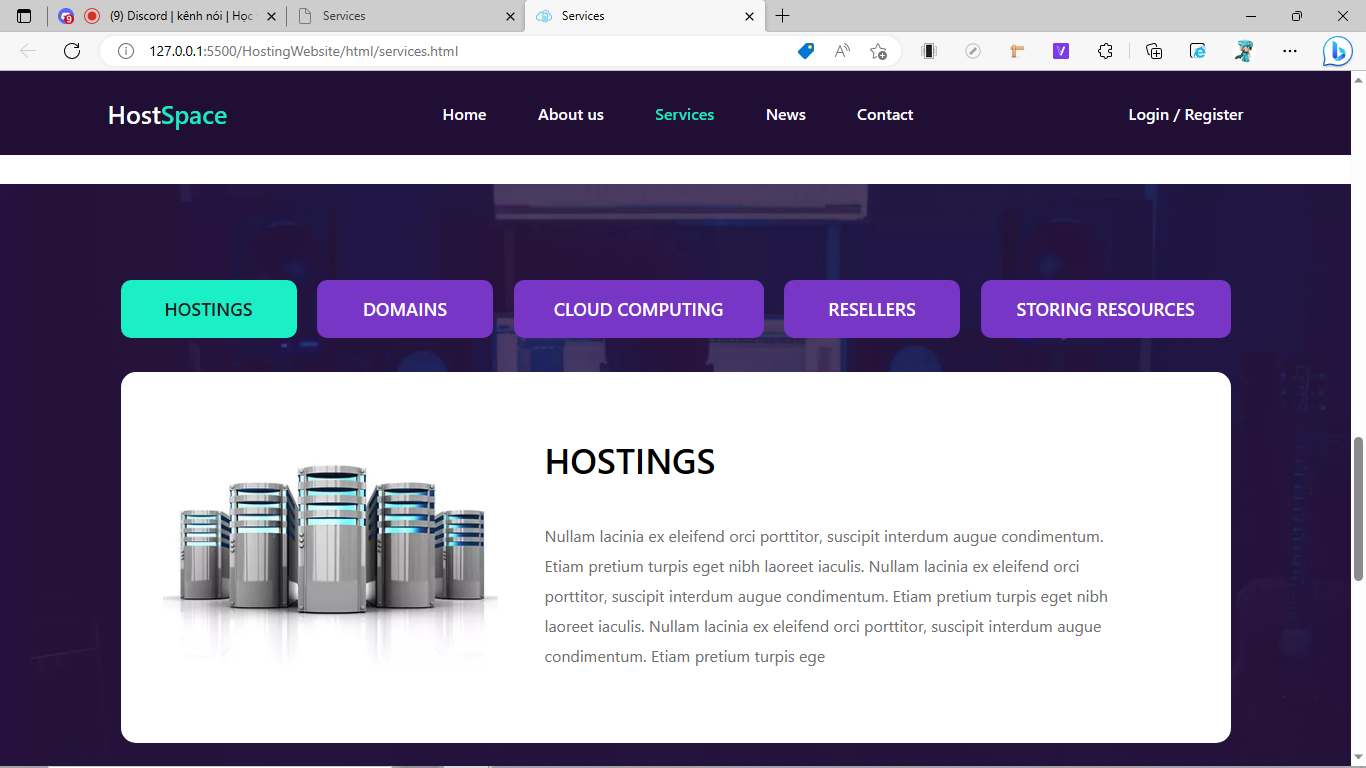 (9) Discord | kênh nói | Học
Services
Services
127.0.0.1:5500/HostingWebsite/html/services.html
HostSpace
Home
About us
Services
News
Contact
Login / Register
HOSTINGS
DOMAINS
CLOUD COMPUTING
RESELLERS
STORING RESOURCES
HOSTINGS
Nullam lacinia ex eleifend orci porttitor, suscipit interdum augue condimentum.
Etiam pretium turpis eget nibh laoreet iaculis. Nullam lacinia ex eleifend orci
porttitor, suscipit interdum augue condimentum. Etiam pretium turpis eget nibh
laoreet iaculis. Nullam lacinia ex eleifend orci porttitor, suscipit interdum augue
condimentum. Etiam pretium turpis ege